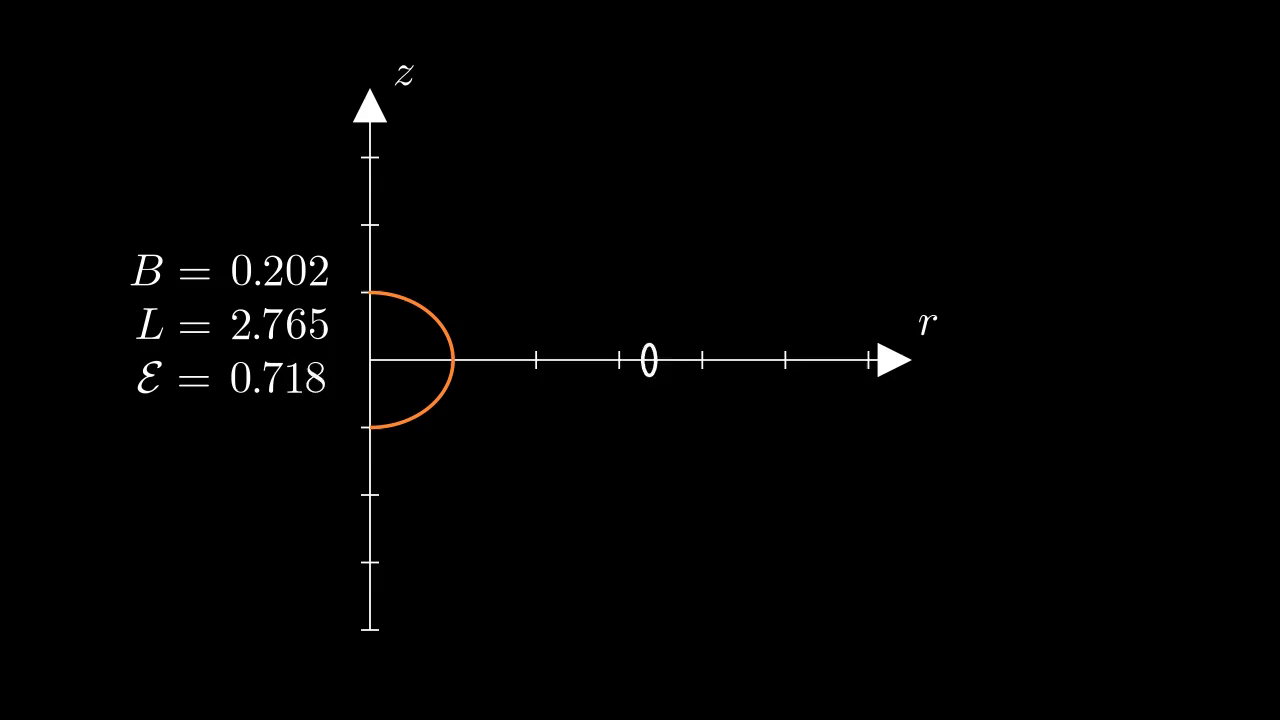 z
B = 0.202
L = 2.765
r
ℰ = 0.718